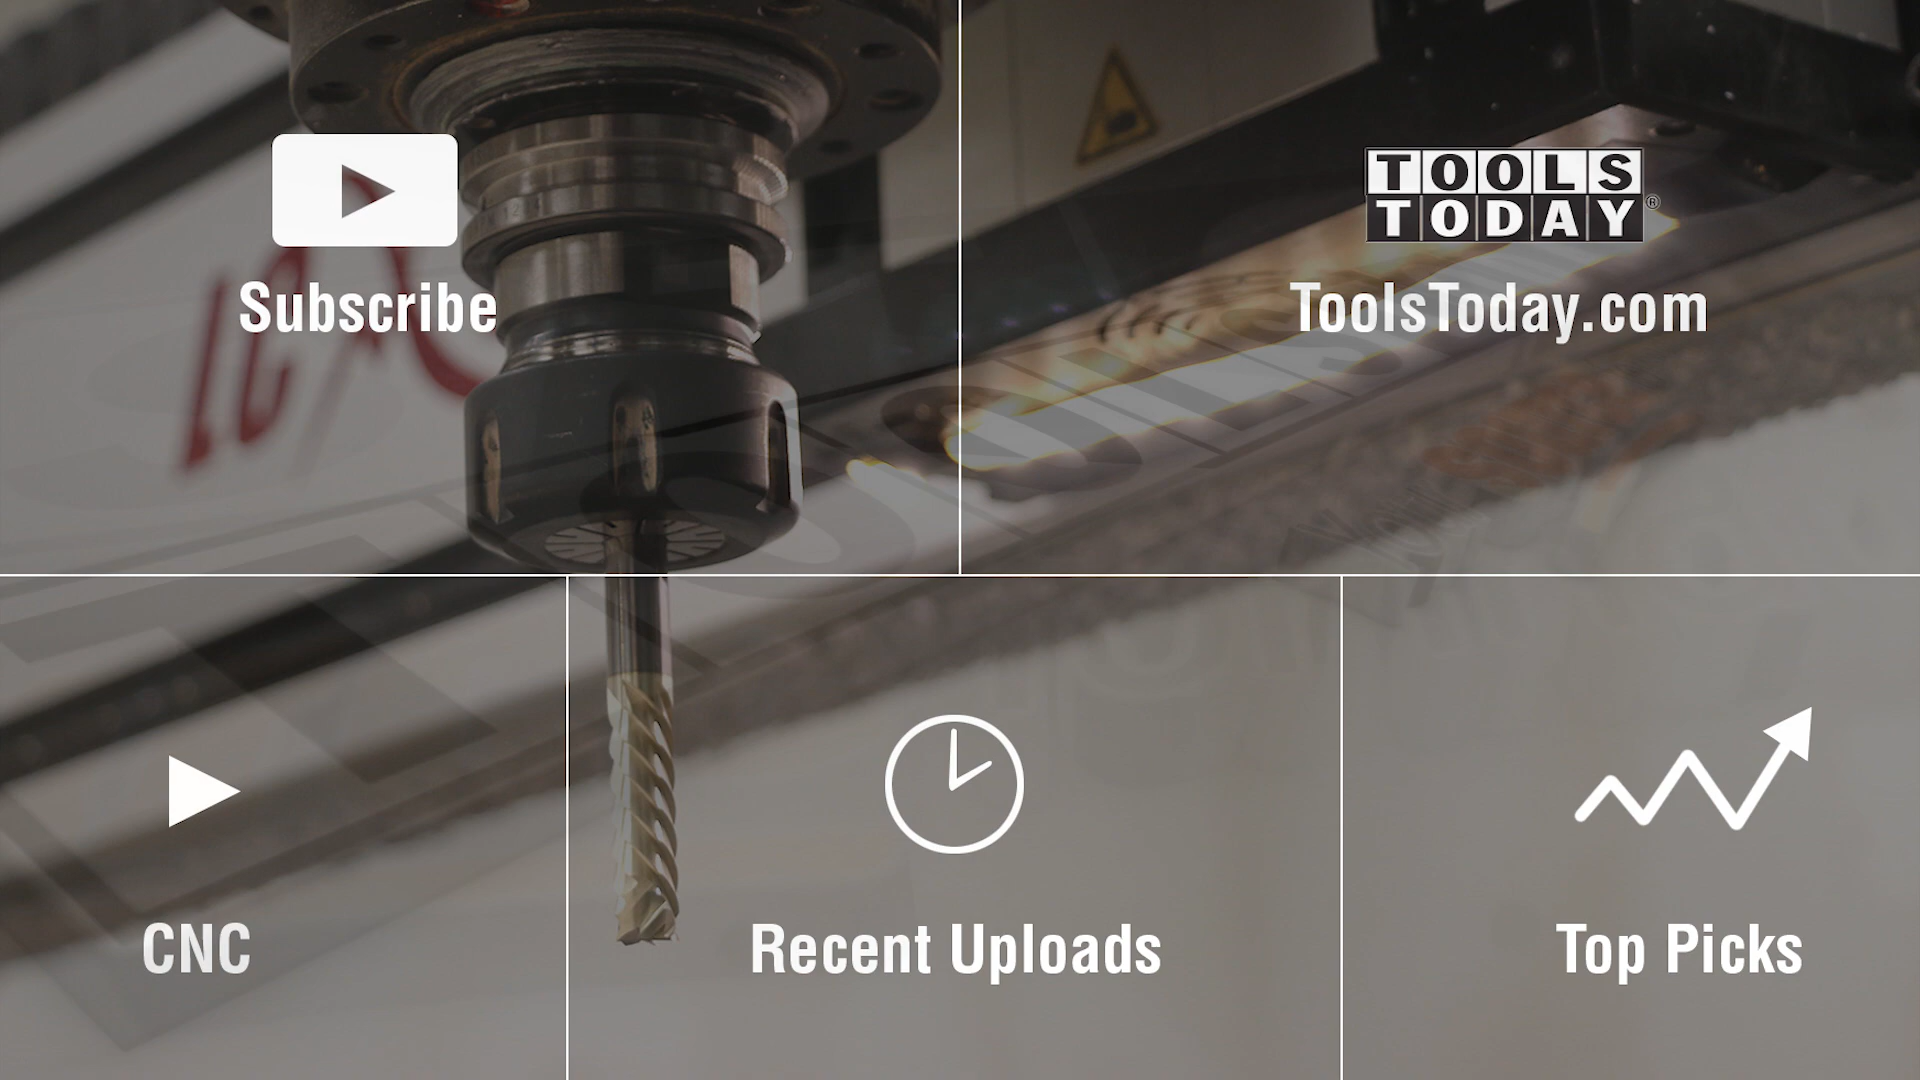 TOOLS
TODAY®
Subscribe
ToolsToday.com
CNC
Recent Uploads
Top Picks